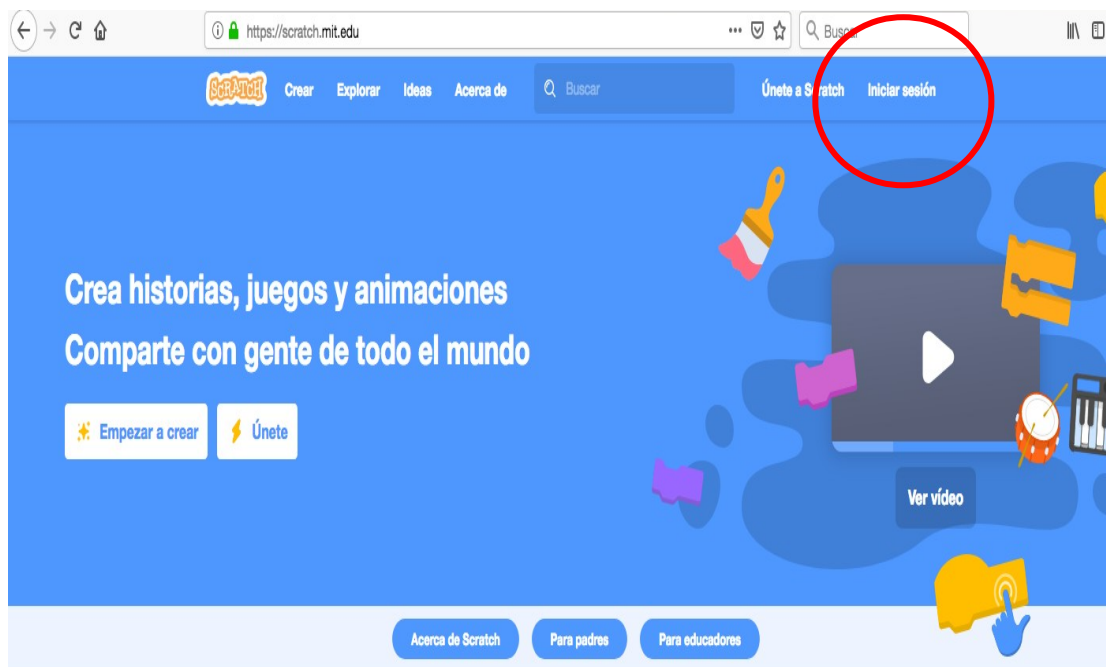 https://scratch.mit.edu
Buscar
SCRATCH Crear Explorar Ideas Acerca de Buscar Únete a Scratch Iniciar sesión
Crea historias, juegos y animaciones
Comparte con gente de todo el mundo
Empezar a crear Únete
Ver vídeo
Acerca de Scratch Para padres Para educadores